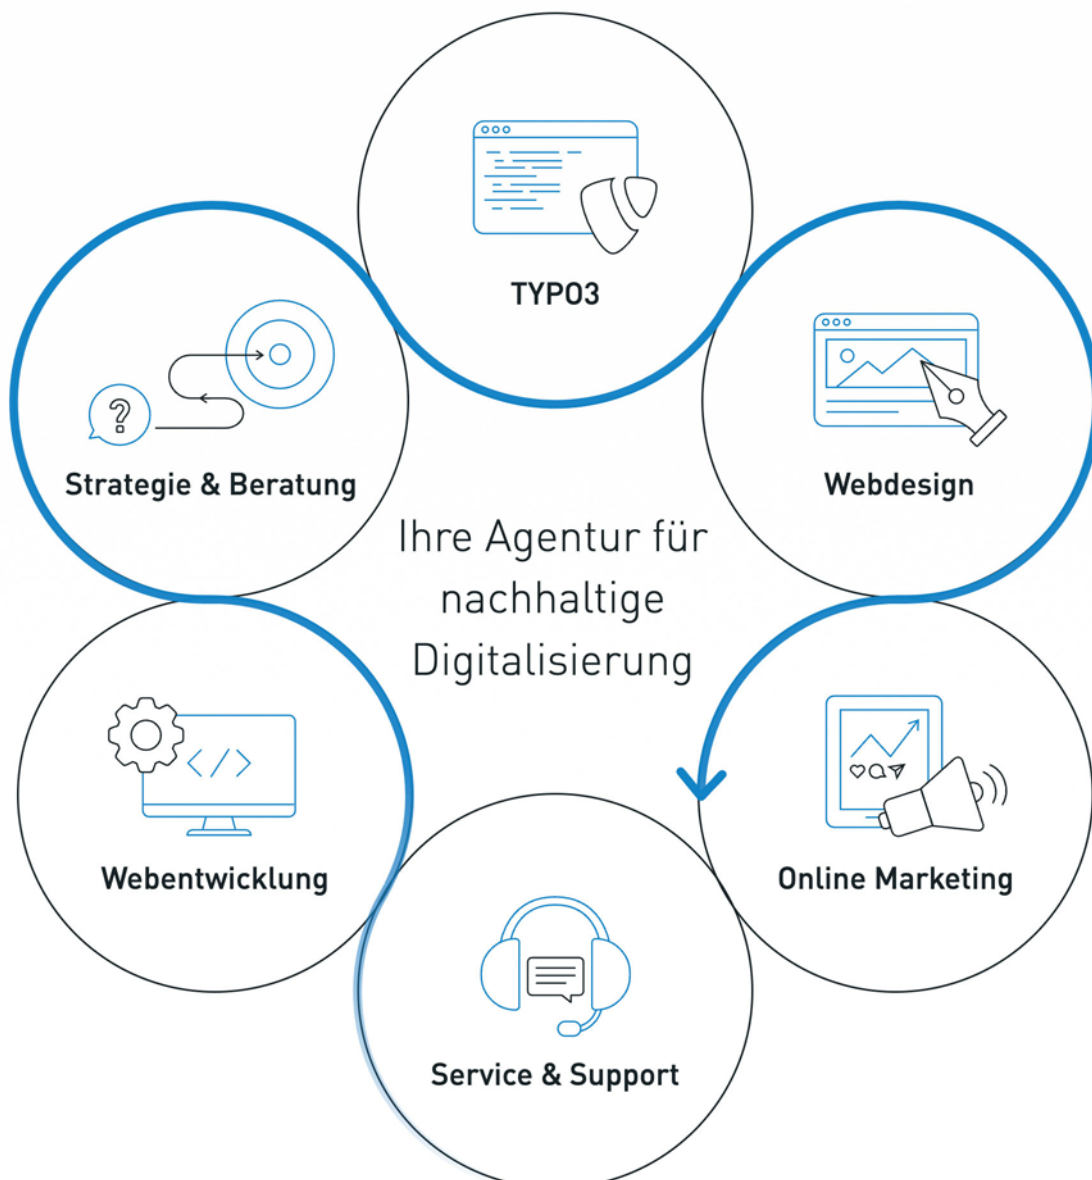 TYPO3
Strategie & Beratung
Webdesign
Ihre Agentur für
nachhaltige
Digitalisierung
?
</>
Webentwicklung
Online Marketing
Service & Support